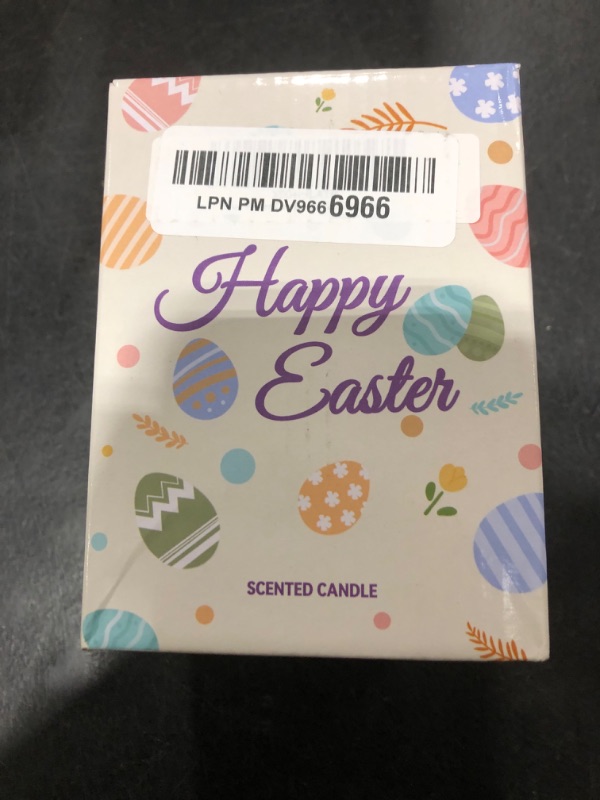 LPN PM DV966 6966
Happy
Easter
SCENTED CANDLE